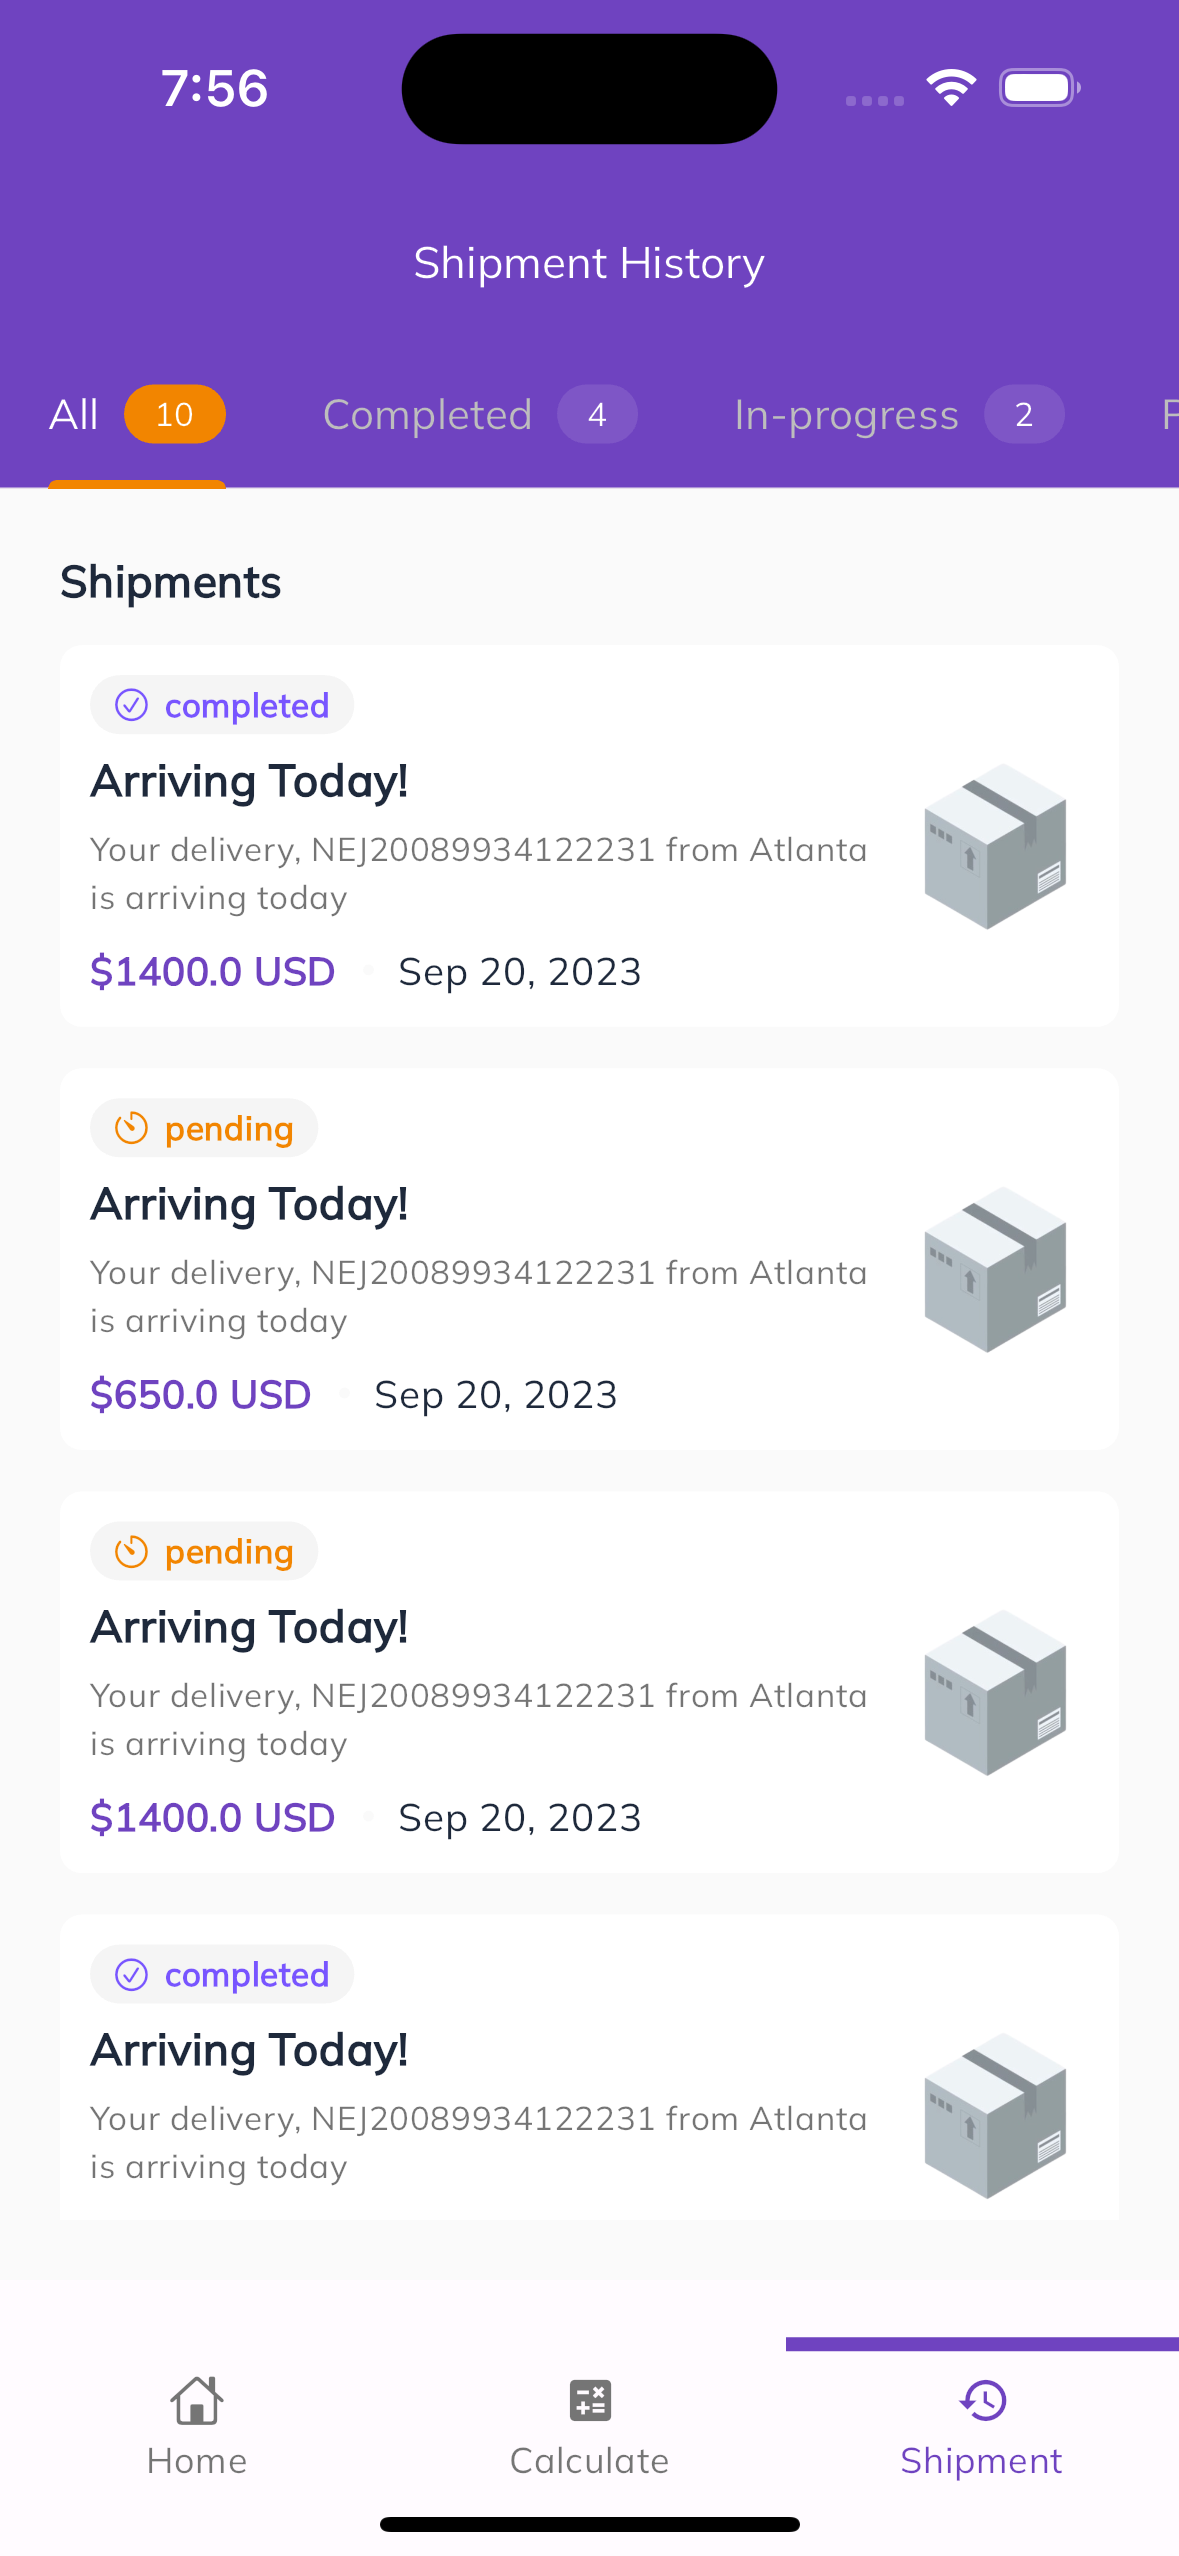 7:56
Shipment History
All 10 Completed 4 In-progress 2
Shipments
completed
Arriving Today!
Your delivery, NEJ20089934122231 from Atlanta
is arriving today
$1400.0 USD Sep 20, 2023
pending
Arriving Today!
Your delivery, NEJ20089934122231 from Atlanta
is arriving today
$650.0 USD Sep 20, 2023
pending
Arriving Today!
Your delivery, NEJ20089934122231 from Atlanta
is arriving today
$1400.0 USD Sep 20, 2023
completed
Arriving Today!
Your delivery, NEJ20089934122231 from Atlanta
is arriving today
Home Calculate Shipment